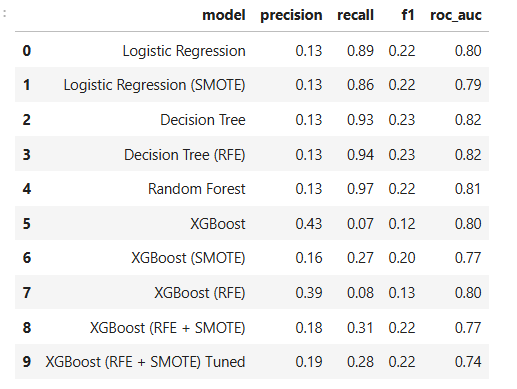 :
model precision recall f1 roc_auc
0 Logistic Regression 0.13 0.89 0.22 0.80
1 Logistic Regression (SMOTE) 0.13 0.86 0.22 0.79
2 Decision Tree 0.13 0.93 0.23 0.82
3 Decision Tree (RFE) 0.13 0.94 0.23 0.82
4 Random Forest 0.13 0.97 0.22 0.81
5 XGBoost 0.43 0.07 0.12 0.80
6 XGBoost (SMOTE) 0.16 0.27 0.20 0.77
7 XGBoost (RFE) 0.39 0.08 0.13 0.80
8 XGBoost (RFE + SMOTE) 0.18 0.31 0.22 0.77
9 XGBoost (RFE + SMOTE) Tuned 0.19 0.28 0.22 0.74